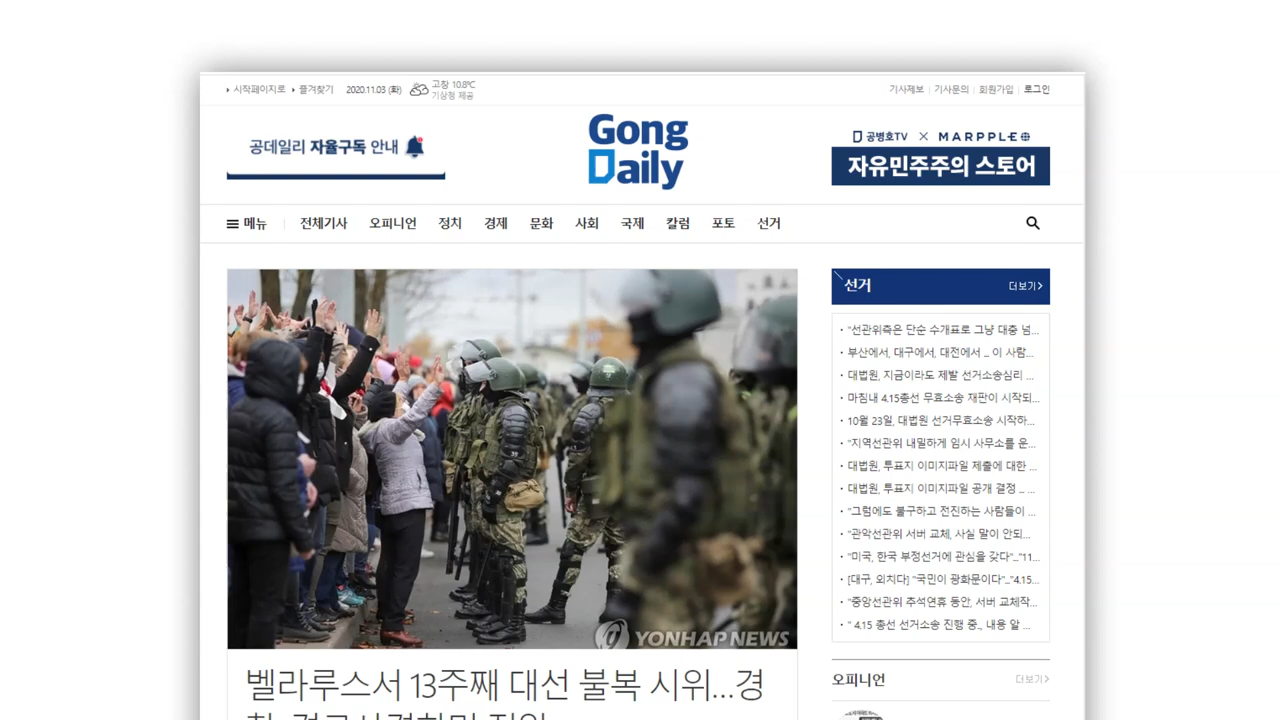 시작페이지로 즐겨찾기 2020.11.03 (화) 고창 10.8℃
기상청 제공
기사제보 기사문의 회원가입 로그인
공데일리 자율구독 안내
Gong
Daily
공병호TV × MARPPLE
자유민주주의 스토어
메뉴 전체기사 오피니언 정치 경제 문화 사회 국제 칼럼 포토 선거
선거 더보기
· "선관위측은 단순 수개표로 그냥 대충 넘...
· 부산에서, 대구에서, 대전에서 ... 이 사람...
· 대법원, 지금이라도 제발 선거소송심리 ...
· 마침내 4.15총선 무효소송 재판이 시작되...
· 10월 23일, 대법원 선거무효소송 시작하...
· "지역선관위 내밀하게 임시 사무소를 운...
· 대법원, 투표지 이미지파일 제출에 대한 ...
· 대법원, 투표지 이미지파일 공개 결정 ... ...
· "그럼에도 불구하고 전진하는 사람들이 ...
· "관악선관위 서버 교체, 사실 말이 안되...
· "미국, 한국 부정선거에 관심을 갖다"..."11...
· [대구, 외치다] "국민이 광화문이다"..."4.15...
· "중앙선관위 추석연휴 동안, 서버 교체작...
· " 4.15 총선 선거소송 진행 중., 내용 알 ...
YONHAP NEWS
벨라루스서 13주째 대선 불복 시위...경
오피니언 더보기